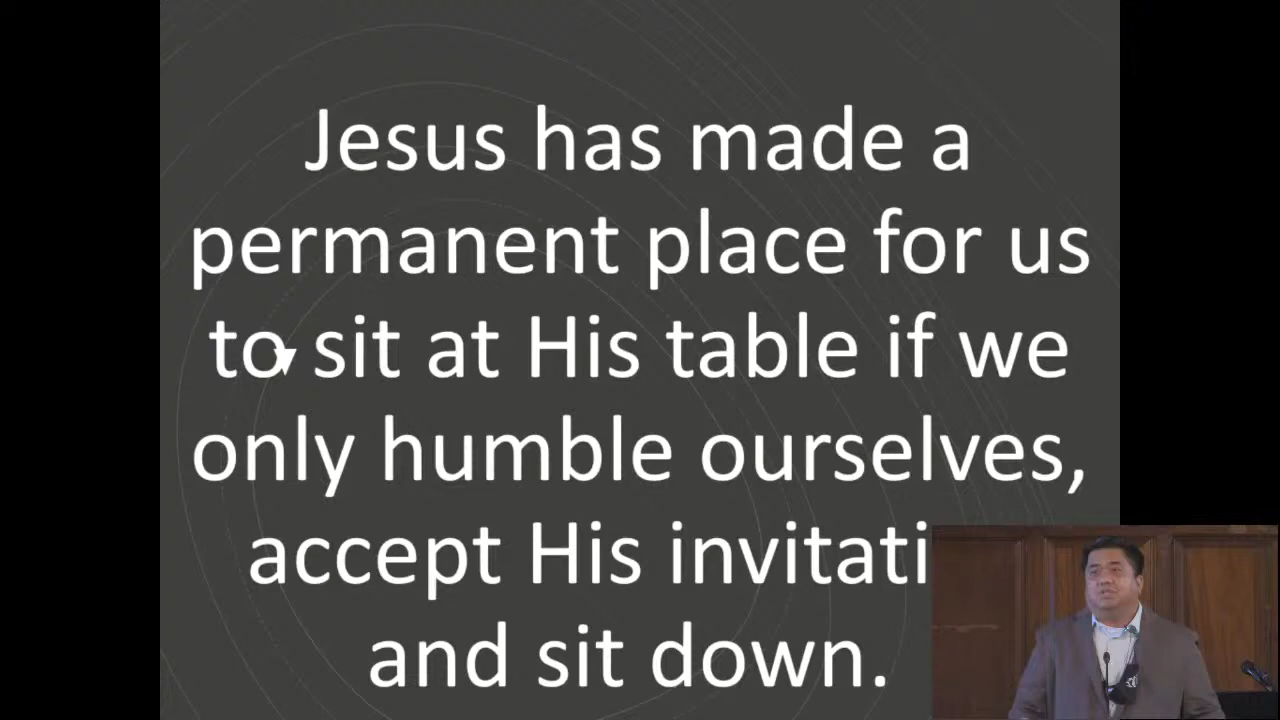 Jesus has made a
permanent place for us
to sit at His table if we
only humble ourselves,
accept His invitati
and sit down.